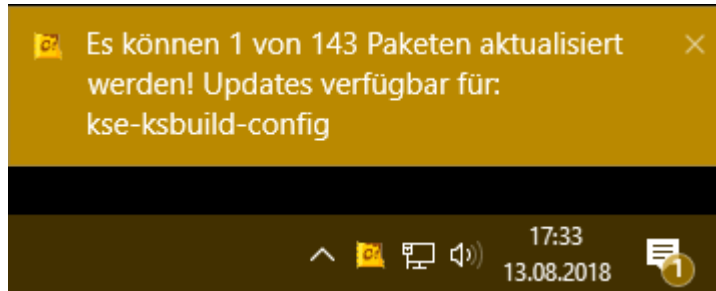 Es können 1 von 143 Paketen aktualisiert
werden! Updates verfügbar für:
kse-ksbuild-config
17:33
13.08.2018
1